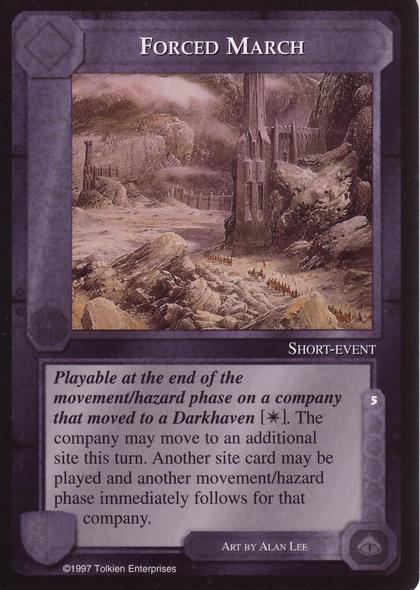 FORCED MARCH
SHORT-EVENT
Playable at the end of the
movement/hazard phase on a company
that moved to a Darkhaven [☀]. The
company may move to an additional
site this turn. Another site card may be
played and another movement/hazard
phase immediately follows for that
company.
5
ART BY ALAN LEE
©1997 Tolkien Enterprises